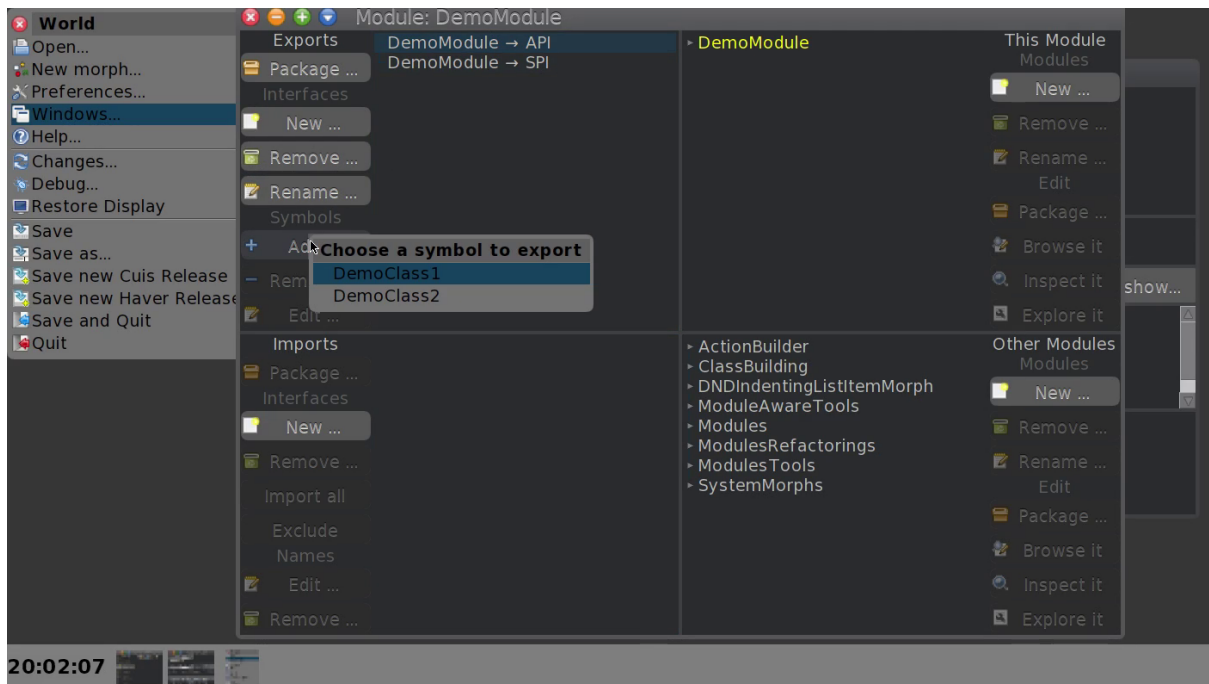 World
Open...
New morph...
Preferences...
Windows...
Help...
Changes...
Debug...
Restore Display
Save
Save as...
Save new Cuis Release
Save new Haver Release
Save and Quit
Quit
Module: DemoModule
Exports
Package ...
Interfaces
New ...
Remove ...
Rename ...
Symbols
Ad
Rem
Edit ...
DemoModule → API
DemoModule → SPI
Choose a symbol to export
DemoClass1
DemoClass2
DemoModule
This Module
Modules
New ...
Remove ...
Rename ...
Edit
Package ...
Browse it
Inspect it
Explore it
Imports
Package ...
Interfaces
New ...
Remove ...
Import all
Exclude
Names
Edit ...
Remove ...
ActionBuilder
ClassBuilding
DNDIndentingListItemMorph
ModuleAwareTools
Modules
ModulesRefactorings
ModulesTools
SystemMorphs
Other Modules
Modules
New ...
Remove ...
Rename ...
Edit
Package ...
Browse it
Inspect it
Explore it
show...
20:02:07